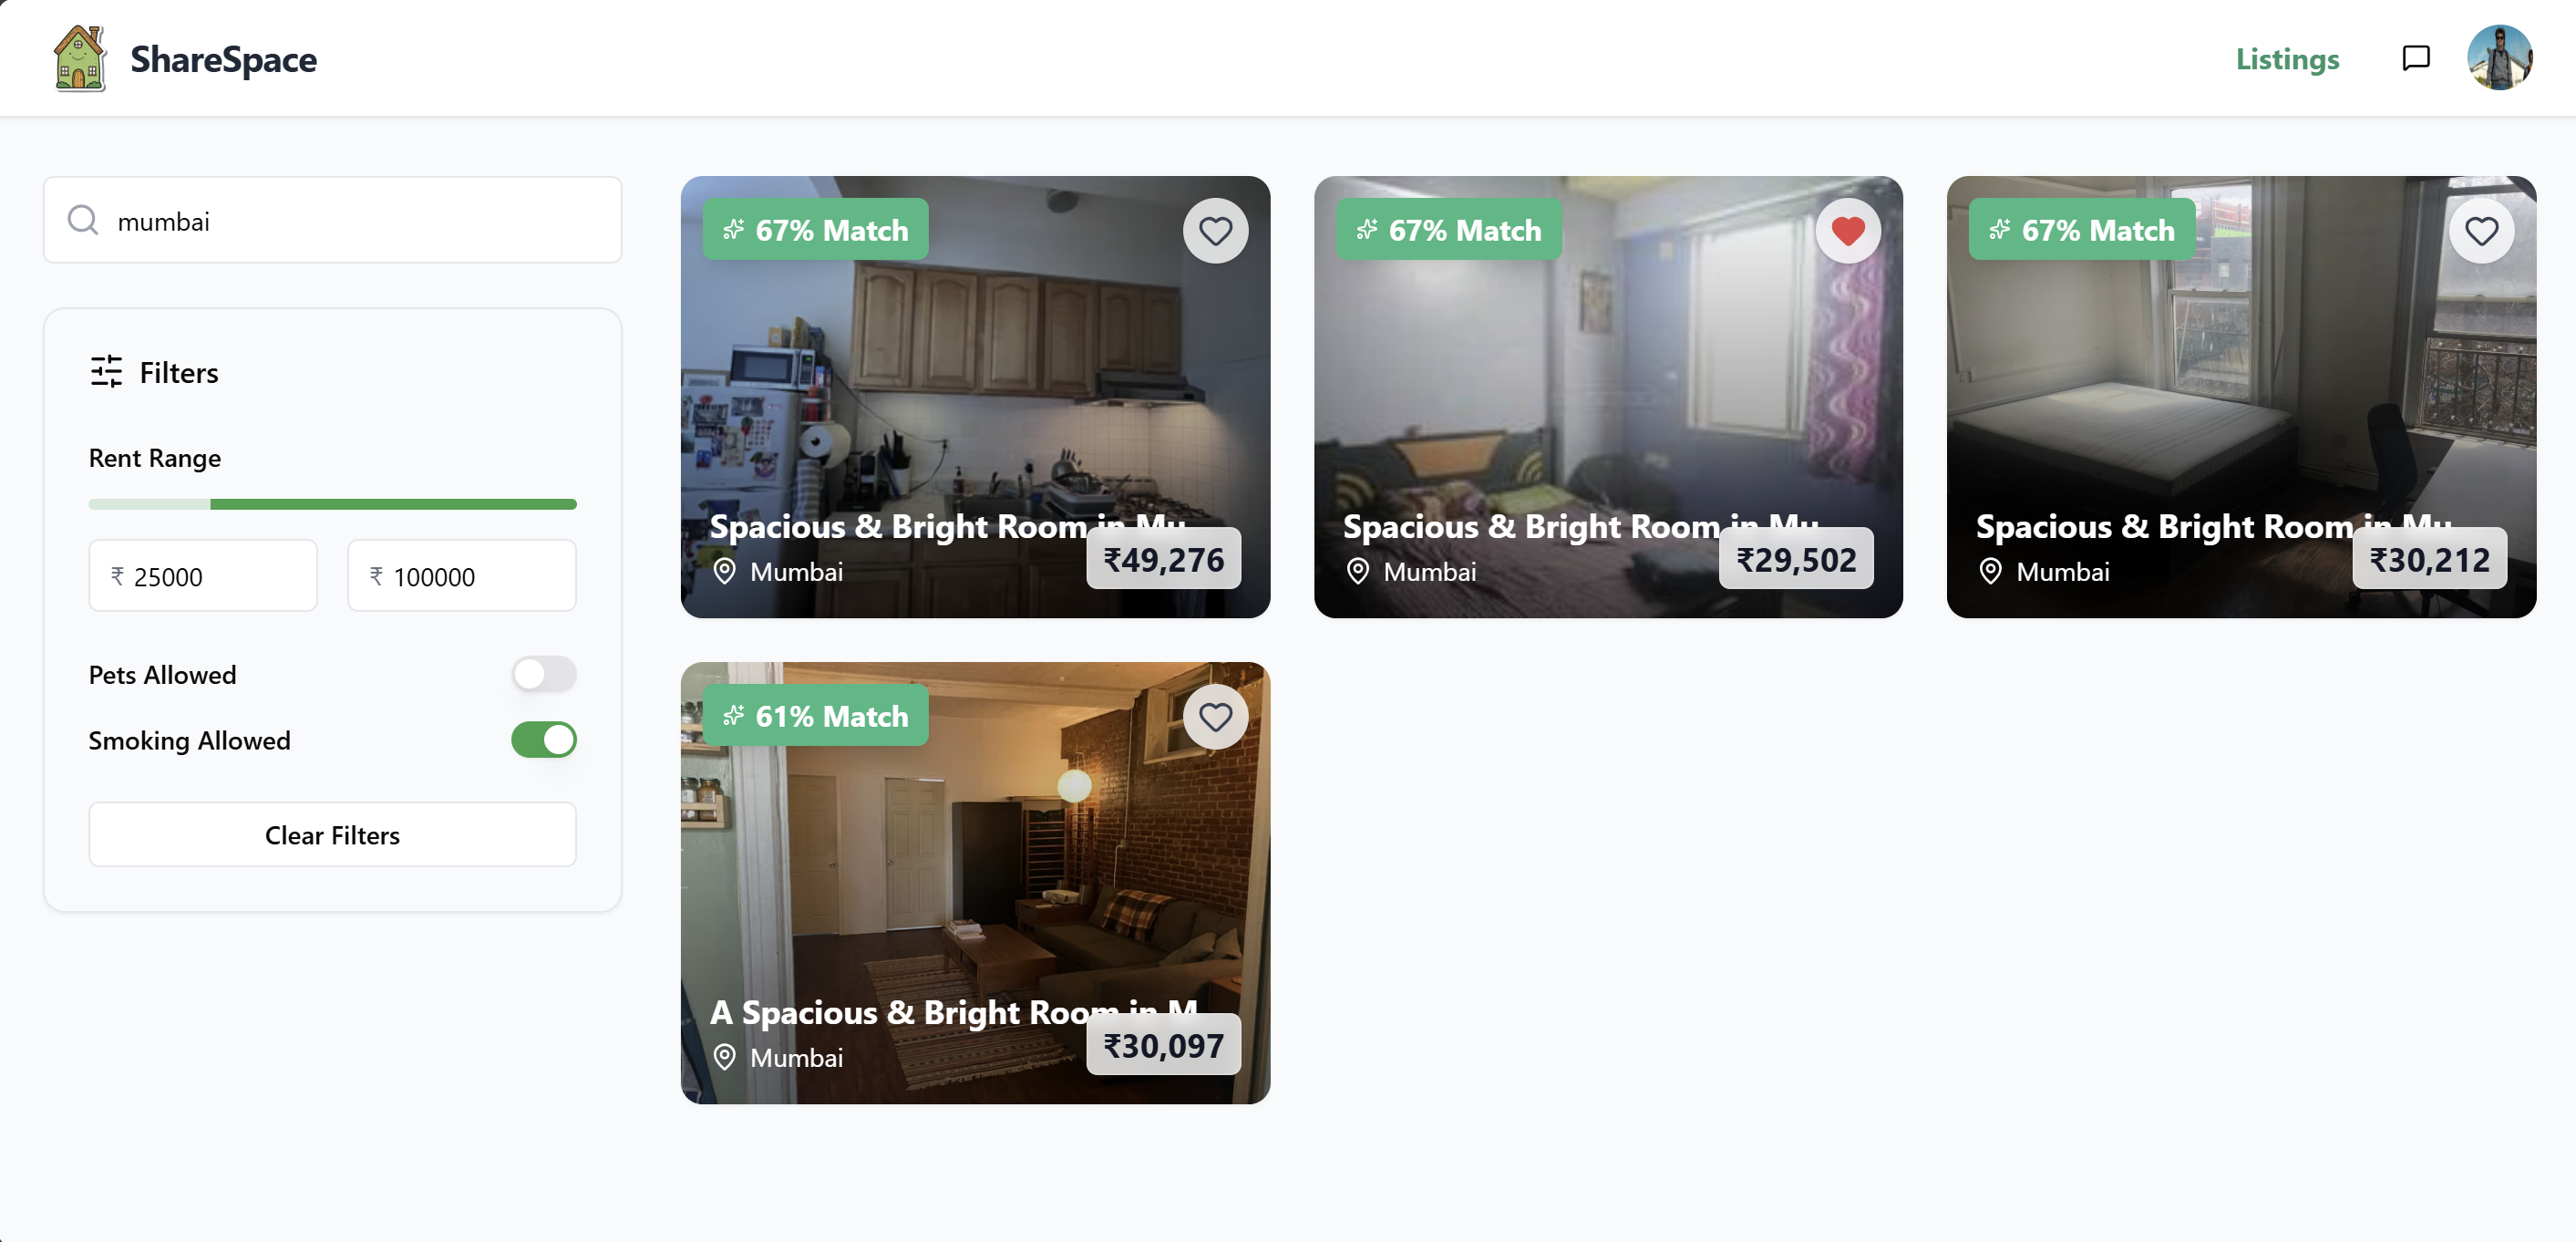 ShareSpace
Listings
mumbai
Filters
Rent Range
₹ 25000
₹ 100000
Pets Allowed
Smoking Allowed
Clear Filters
67% Match
Spacious & Bright Room in Mu
Mumbai
₹49,276
67% Match
Spacious & Bright Room in Mu
Mumbai
₹29,502
67% Match
Spacious & Bright Room in Mu
Mumbai
₹30,212
61% Match
A Spacious & Bright Room in M
Mumbai
₹30,097